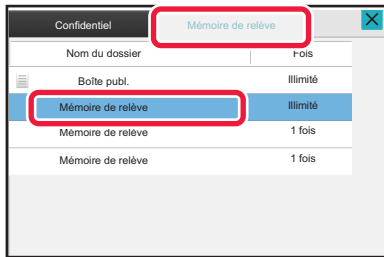 Confidentiel Mémoire de relève
Nom du dossier Fois
Boîte publ. Illimité
Mémoire de relève Illimité
Mémoire de relève 1 fois
Mémoire de relève 1 fois